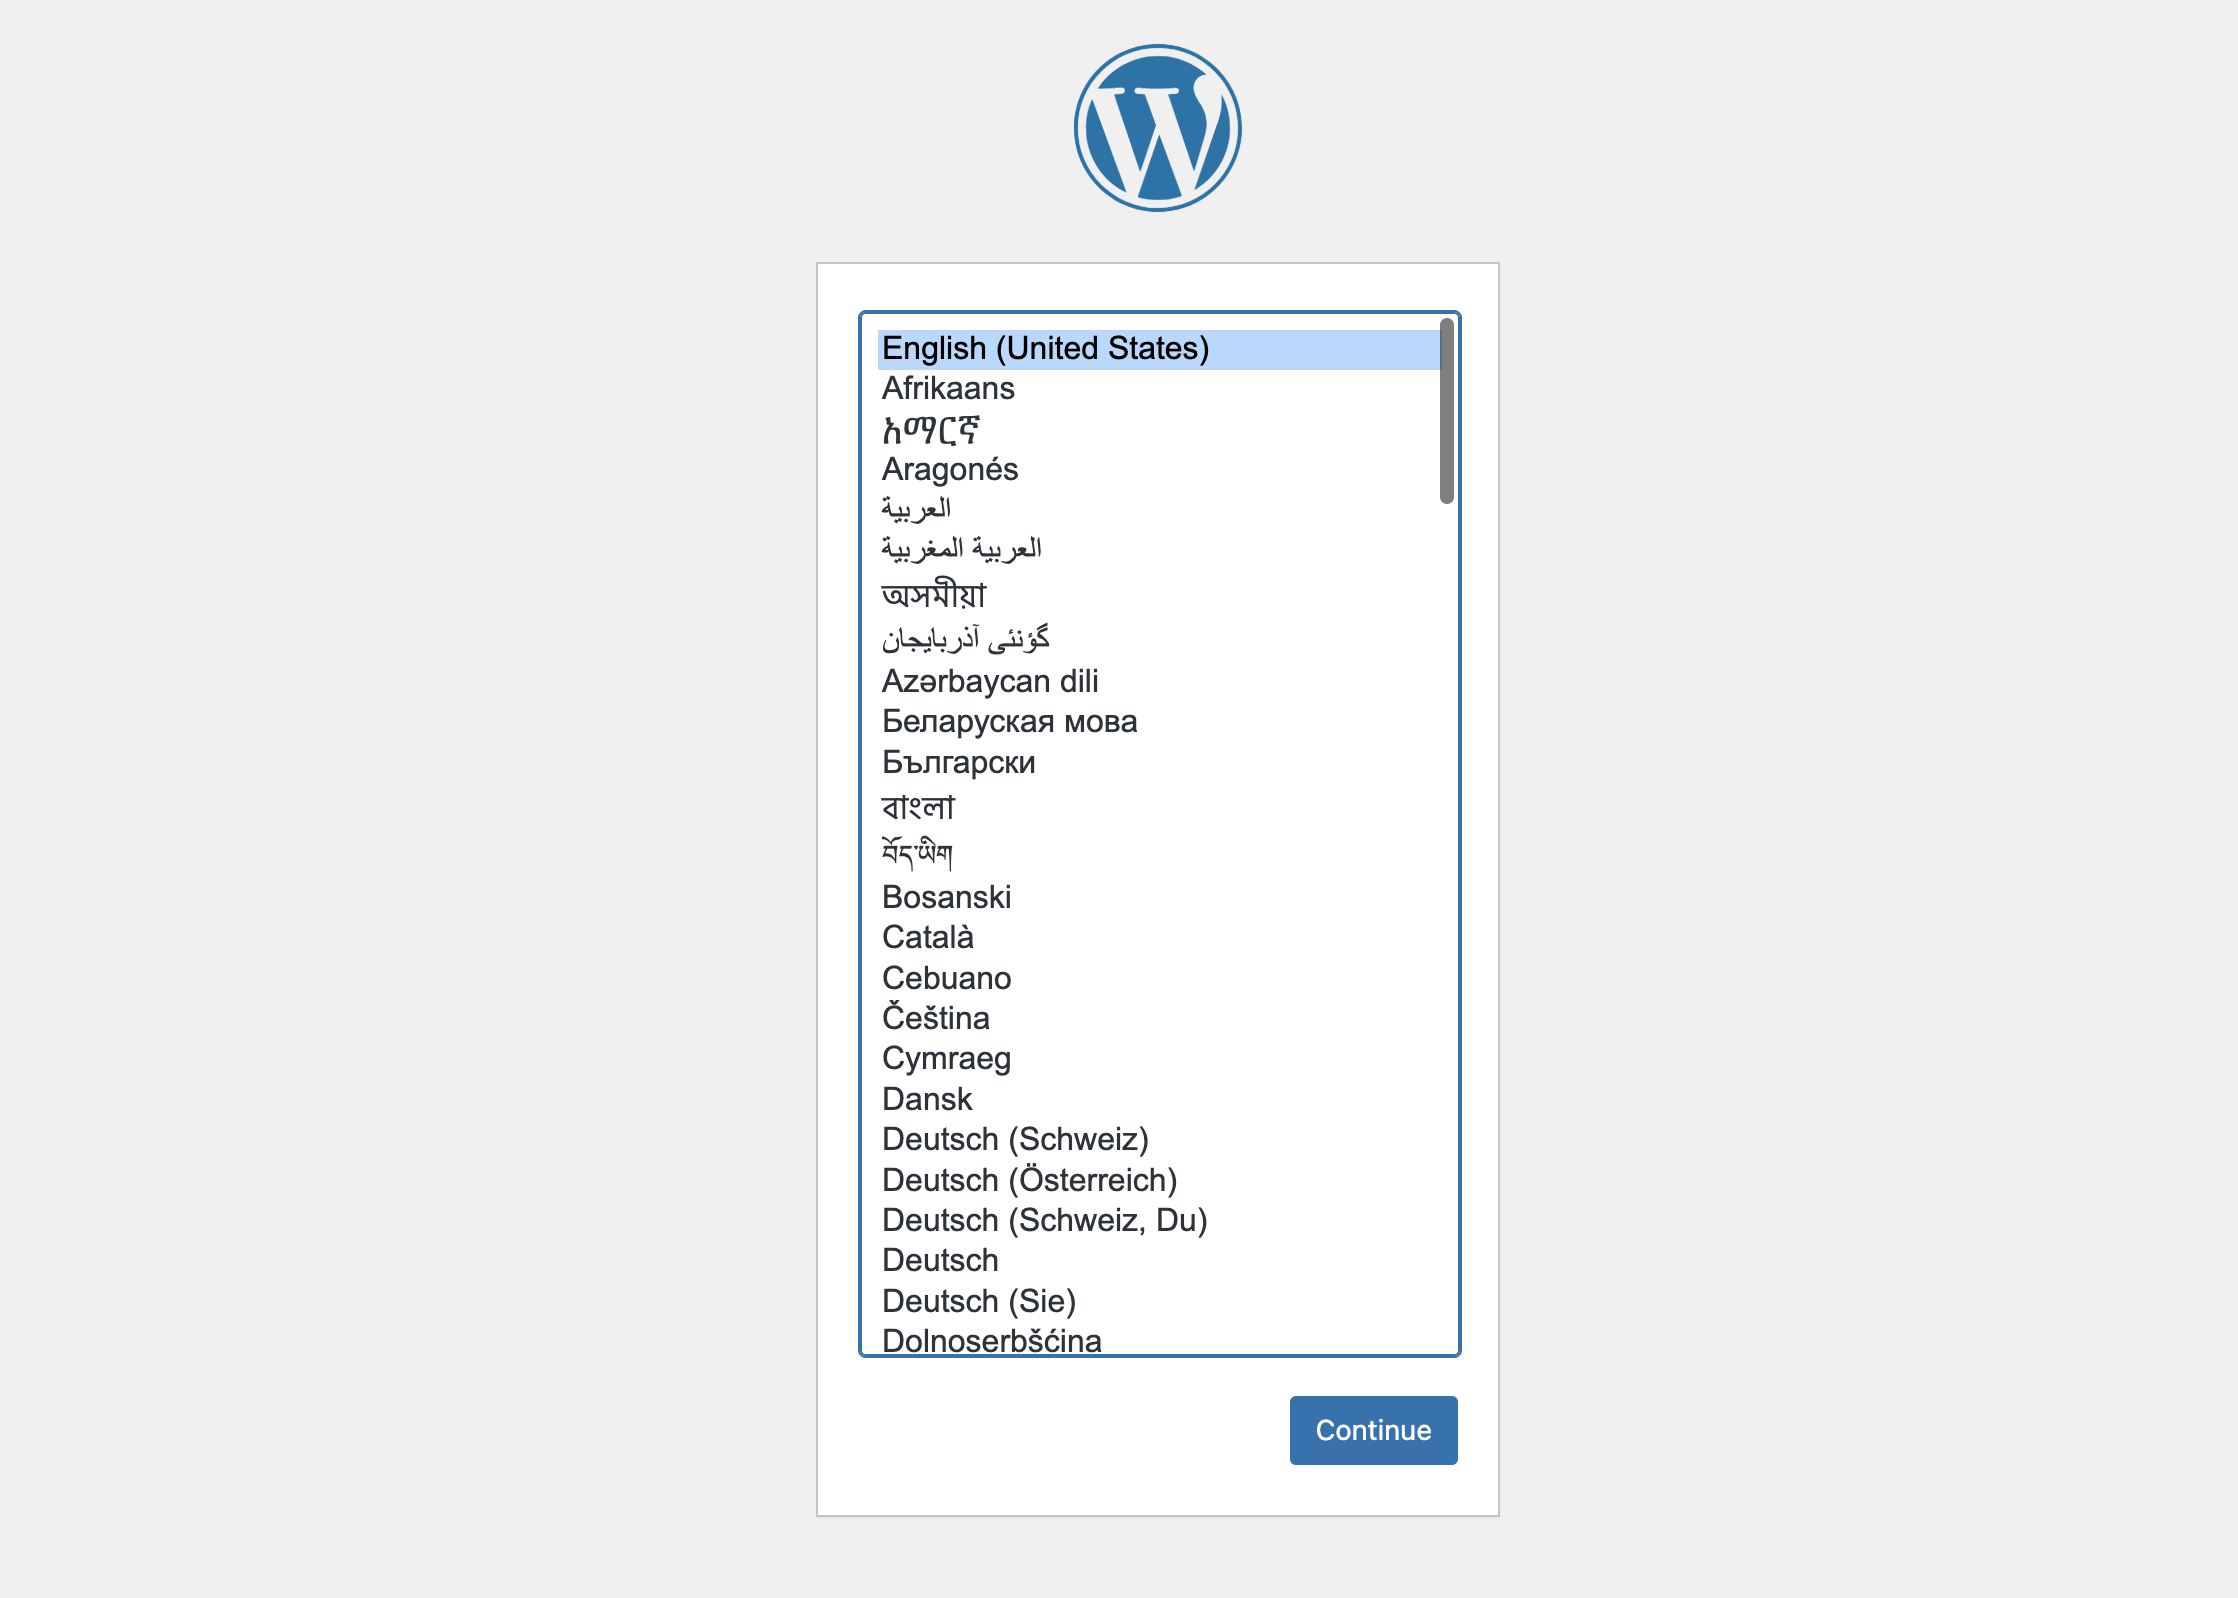 English (United States)
Afrikaans
አማርኛ
Aragonés
العربية
العربية المغربية
অসমীয়া
گؤنئی آذربایجان
Azərbaycan dili
Беларуская мова
Български
বাংলা
བོད་ཡིག
Bosanski
Català
Cebuano
Čeština
Cymraeg
Dansk
Deutsch (Schweiz)
Deutsch (Österreich)
Deutsch (Schweiz, Du)
Deutsch
Deutsch (Sie)
Dolnoserbšćina
Continue